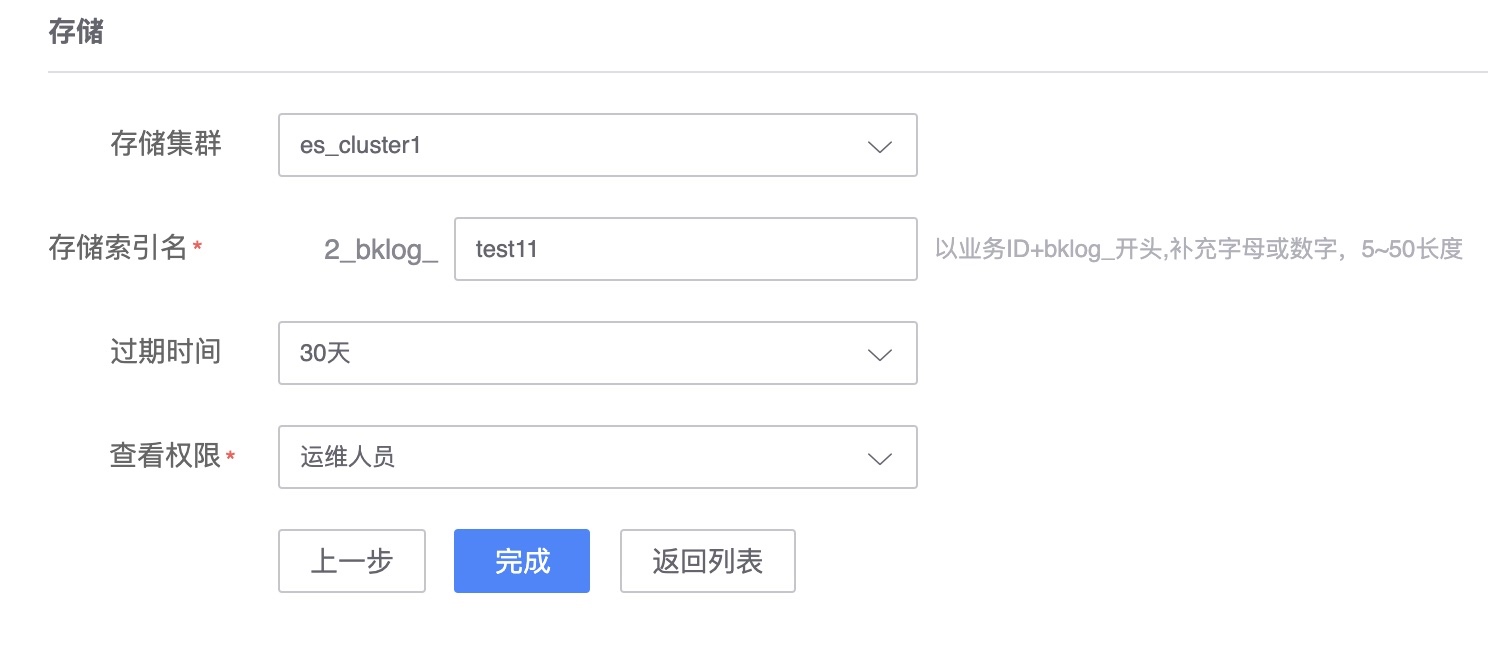 存储
存储集群 es_cluster1
存储索引名* 2_bklog_ test11 以业务ID+bklog_开头,补充字母或数字，5~50长度
过期时间 30天
查看权限* 运维人员
上一步 完成 返回列表